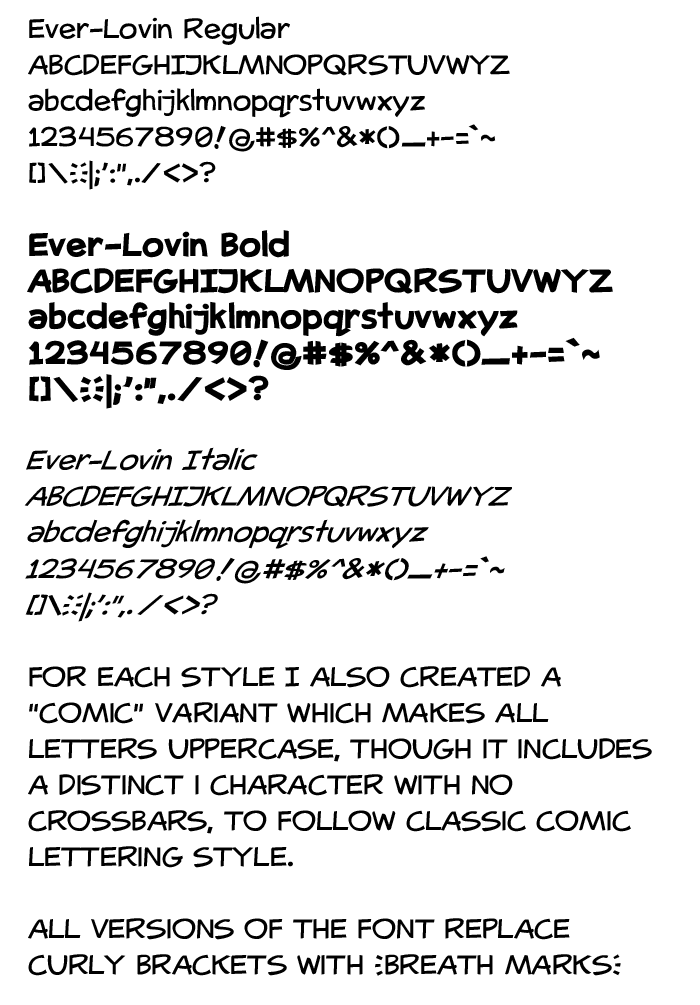 Ever-Lovin Regular
ABCDEFGHIJKLMNOPQRSTUVWYZ
abcdefghijklmnopqrstuvwxyz
1234567890!@#$%^&*()_+-=`~
[]\{}|;':",./<>?
Ever-Lovin Bold
ABCDEFGHIJKLMNOPQRSTUVWYZ
abcdefghijklmnopqrstuvwxyz
1234567890!@#$%^&*()_+-=`~
[]\{}|;':",./<>?
Ever-Lovin Italic
ABCDEFGHIJKLMNOPQRSTUVWYZ
abcdefghijklmnopqrstuvwxyz
1234567890!@#$%^&*()_+-=`~
[]\{}|;':",./<>?
FOR EACH STYLE I ALSO CREATED A
"COMIC" VARIANT WHICH MAKES ALL
LETTERS UPPERCASE, THOUGH IT INCLUDES
A DISTINCT I CHARACTER WITH NO
CROSSBARS, TO FOLLOW CLASSIC COMIC
LETTERING STYLE.
ALL VERSIONS OF THE FONT REPLACE
CURLY BRACKETS WITH {BREATH MARKS}